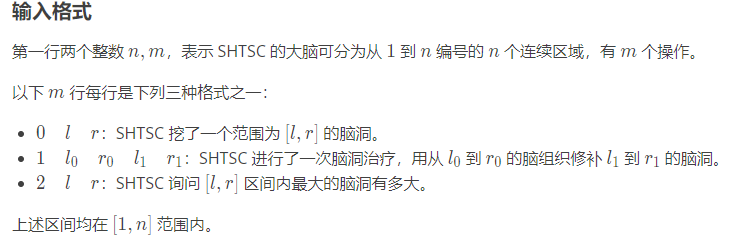 输入格式
第一行两个整数 n, m，表示 SHTSC 的大脑可分为从 1 到 n 编号的 n 个连续区域，有 m 个操作。
以下 m 行每行是下列三种格式之一：
• 0 l r：SHTSC 挖了一个范围为 [l, r] 的脑洞。
• 1 l₀ r₀ l₁ r₁：SHTSC 进行了一次脑洞治疗，用从 l₀ 到 r₀ 的脑组织修补 l₁ 到 r₁ 的脑洞。
• 2 l r：SHTSC 询问 [l, r] 区间内最大的脑洞有多大。
上述区间均在 [1, n] 范围内。